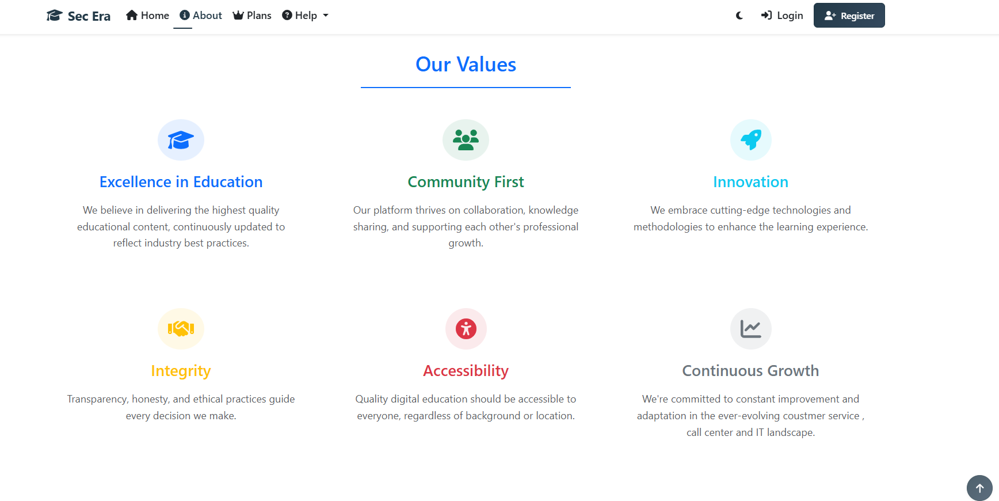 Sec Era Home About Plans Help Login Register
Our Values
Excellence in Education
We believe in delivering the highest quality
educational content, continuously updated to
reflect industry best practices.
Community First
Our platform thrives on collaboration, knowledge
sharing, and supporting each other's professional
growth.
Innovation
We embrace cutting-edge technologies and
methodologies to enhance the learning experience.
Integrity
Transparency, honesty, and ethical practices guide
every decision we make.
Accessibility
Quality digital education should be accessible to
everyone, regardless of background or location.
Continuous Growth
We're committed to constant improvement and
adaptation in the ever-evolving coustmer service ,
call center and IT landscape.